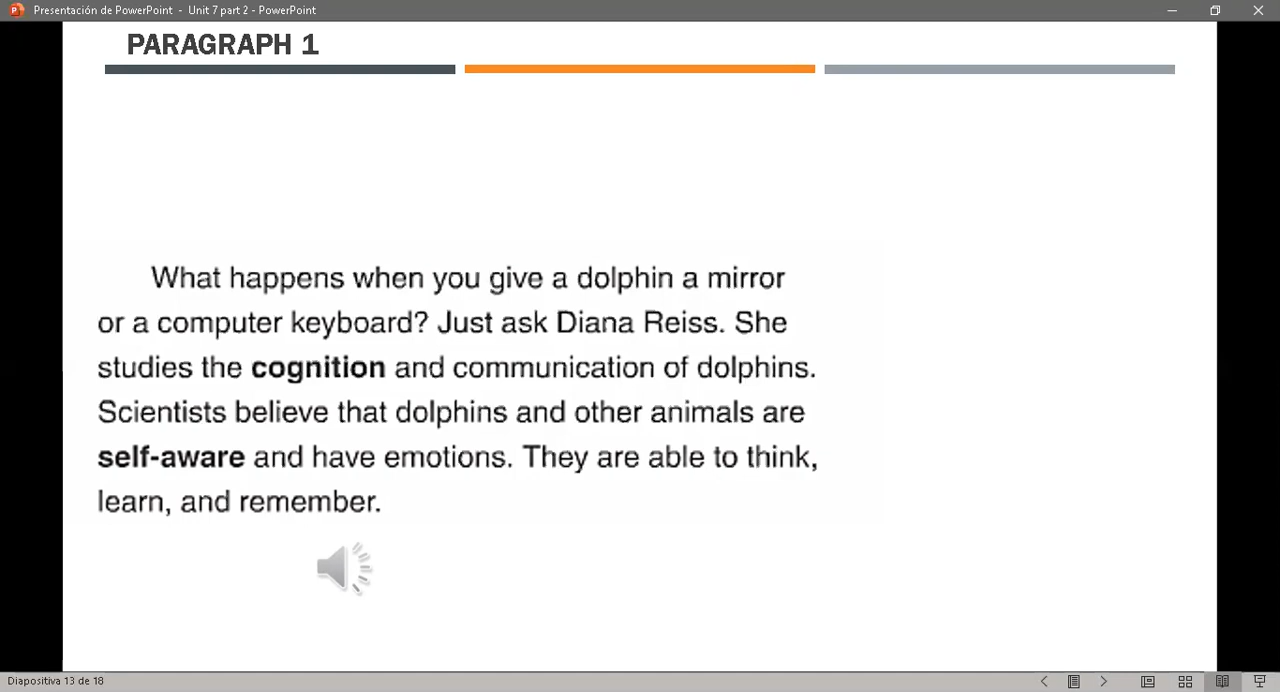 Presentación de PowerPoint - Unit 7 part 2 - PowerPoint
PARAGRAPH 1
What happens when you give a dolphin a mirror
or a computer keyboard? Just ask Diana Reiss. She
studies the cognition and communication of dolphins.
Scientists believe that dolphins and other animals are
self-aware and have emotions. They are able to think,
learn, and remember.
Diapositiva 13 de 18